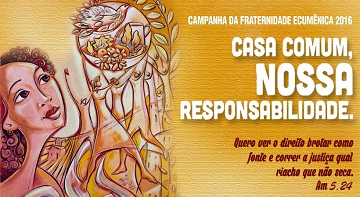 CAMPANHA DA FRATERNIDADE ECUMÊNICA 2016
CASA COMUM,
NOSSA
RESPONSABILIDADE.
Quero ver o direito brotar como
fonte e correr a justiça qual
riacho que não seca.
Am 5. 24